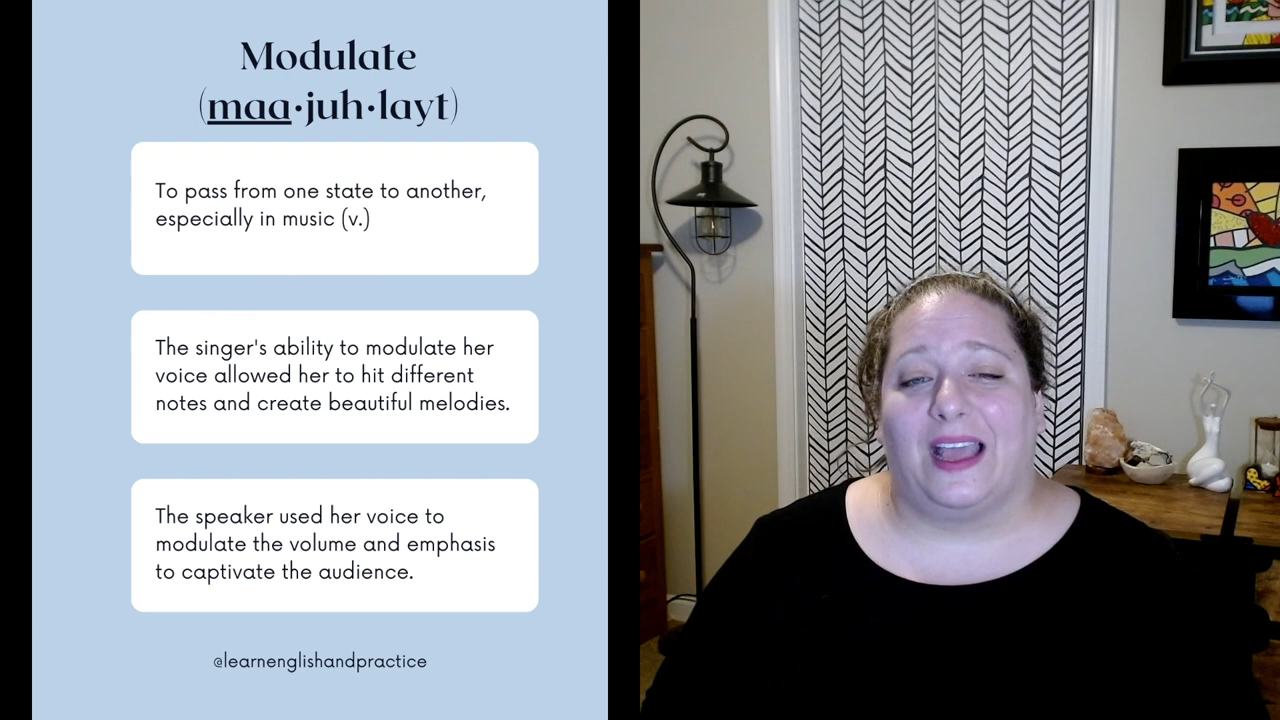 Modulate
(maa•juh•layt)
To pass from one state to another,
especially in music (v.)
The singer's ability to modulate her
voice allowed her to hit different
notes and create beautiful melodies.
The speaker used her voice to
modulate the volume and emphasis
to captivate the audience.
@learnenglishandpractice